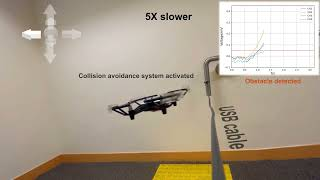 5X slower
Collision avoidance system activated
Obstacle detected
USB cable